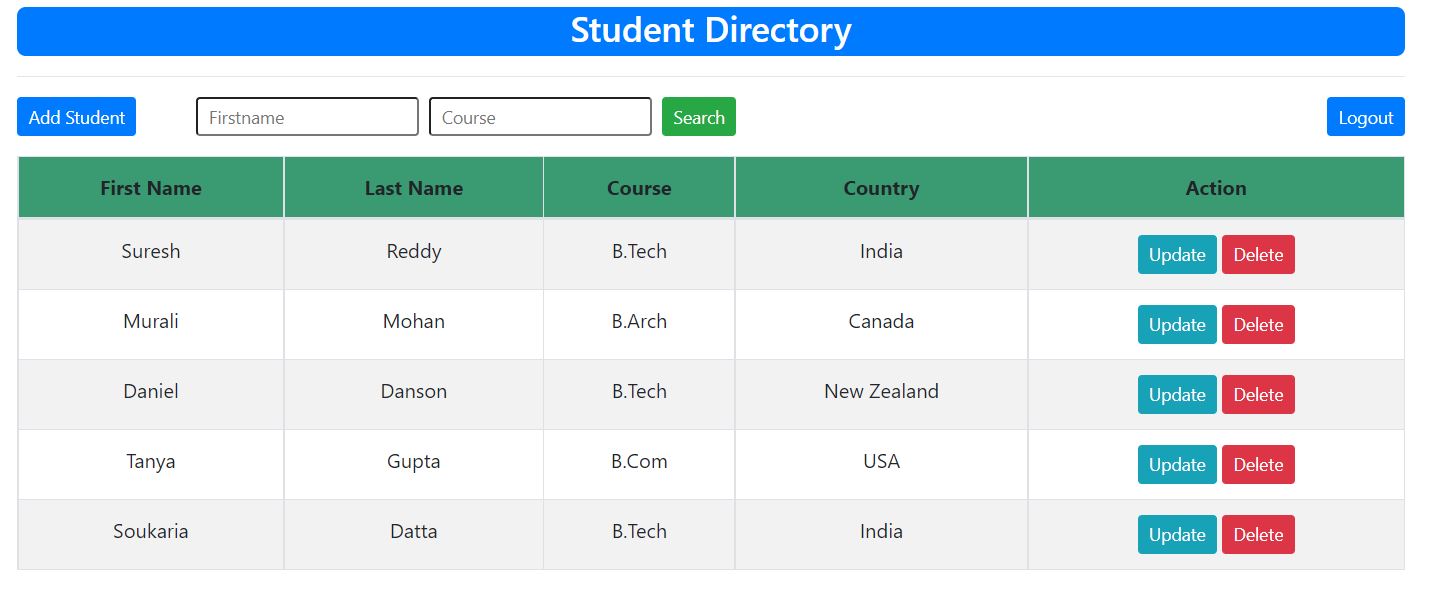 Student Directory
Add Student Firstname Course Search Logout
First Name Last Name Course Country Action
Suresh Reddy B.Tech India Update Delete
Murali Mohan B.Arch Canada Update Delete
Daniel Danson B.Tech New Zealand Update Delete
Tanya Gupta B.Com USA Update Delete
Soukaria Datta B.Tech India Update Delete